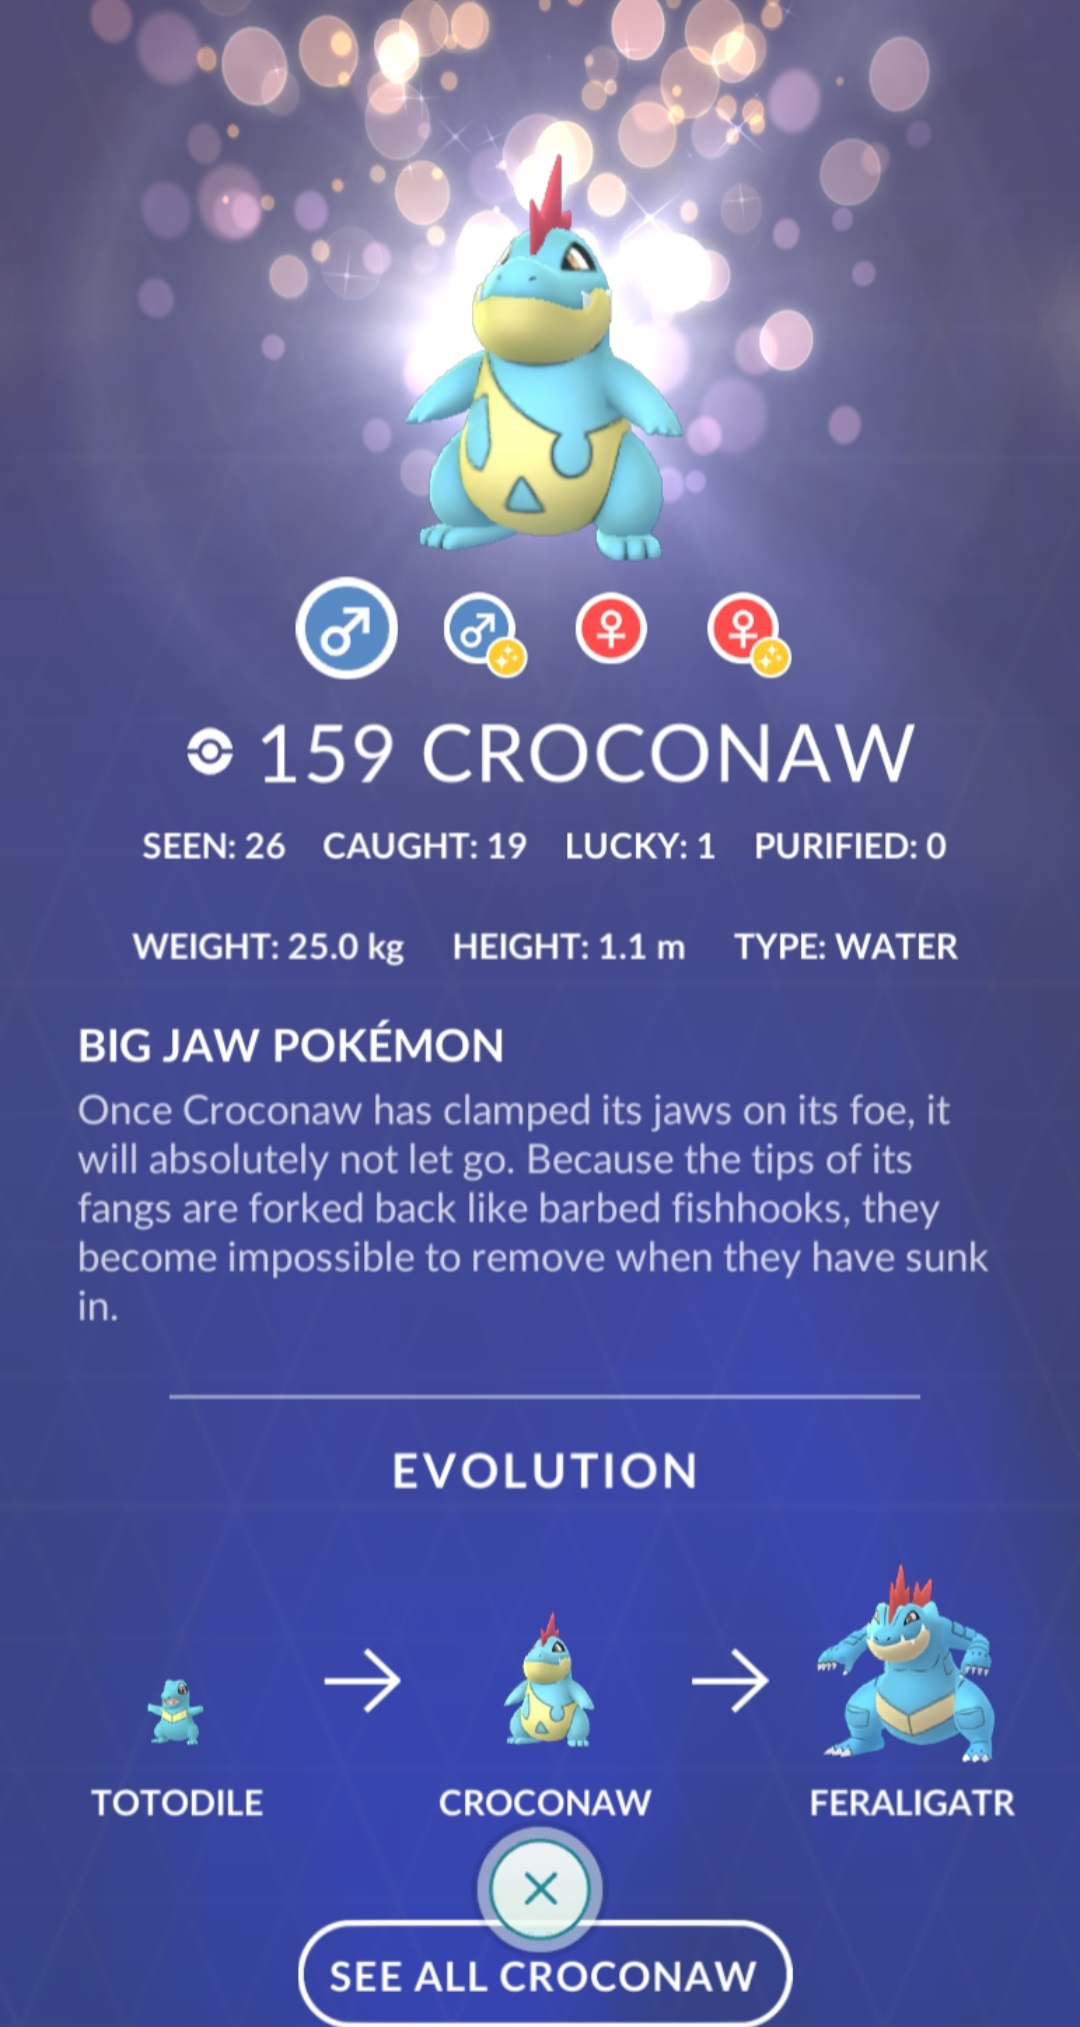 159 CROCONAW
SEEN: 26 CAUGHT: 19 LUCKY: 1 PURIFIED: 0
WEIGHT: 25.0 kg HEIGHT: 1.1 m TYPE: WATER
BIG JAW POKÉMON
Once Croconaw has clamped its jaws on its foe, it
will absolutely not let go. Because the tips of its
fangs are forked back like barbed fishhooks, they
become impossible to remove when they have sunk
in.
EVOLUTION
TOTODILE CROCONAW FERALIGATR
SEE ALL CROCONAW